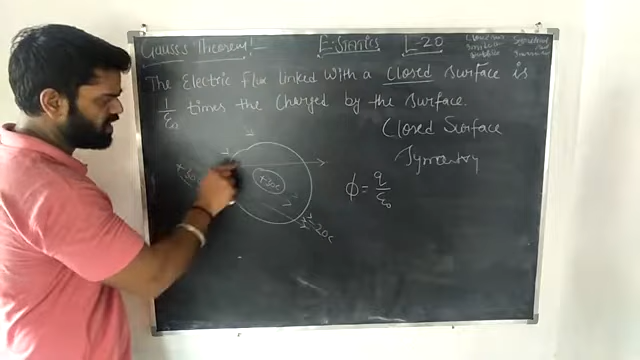 Gauss's Theorem! - E-Statics L-20
The Electric Flux linked with a closed surface is
1/ε₀ times the charged by the surface.
Closed Surface
Symmetry
ϕ = q/ε₀